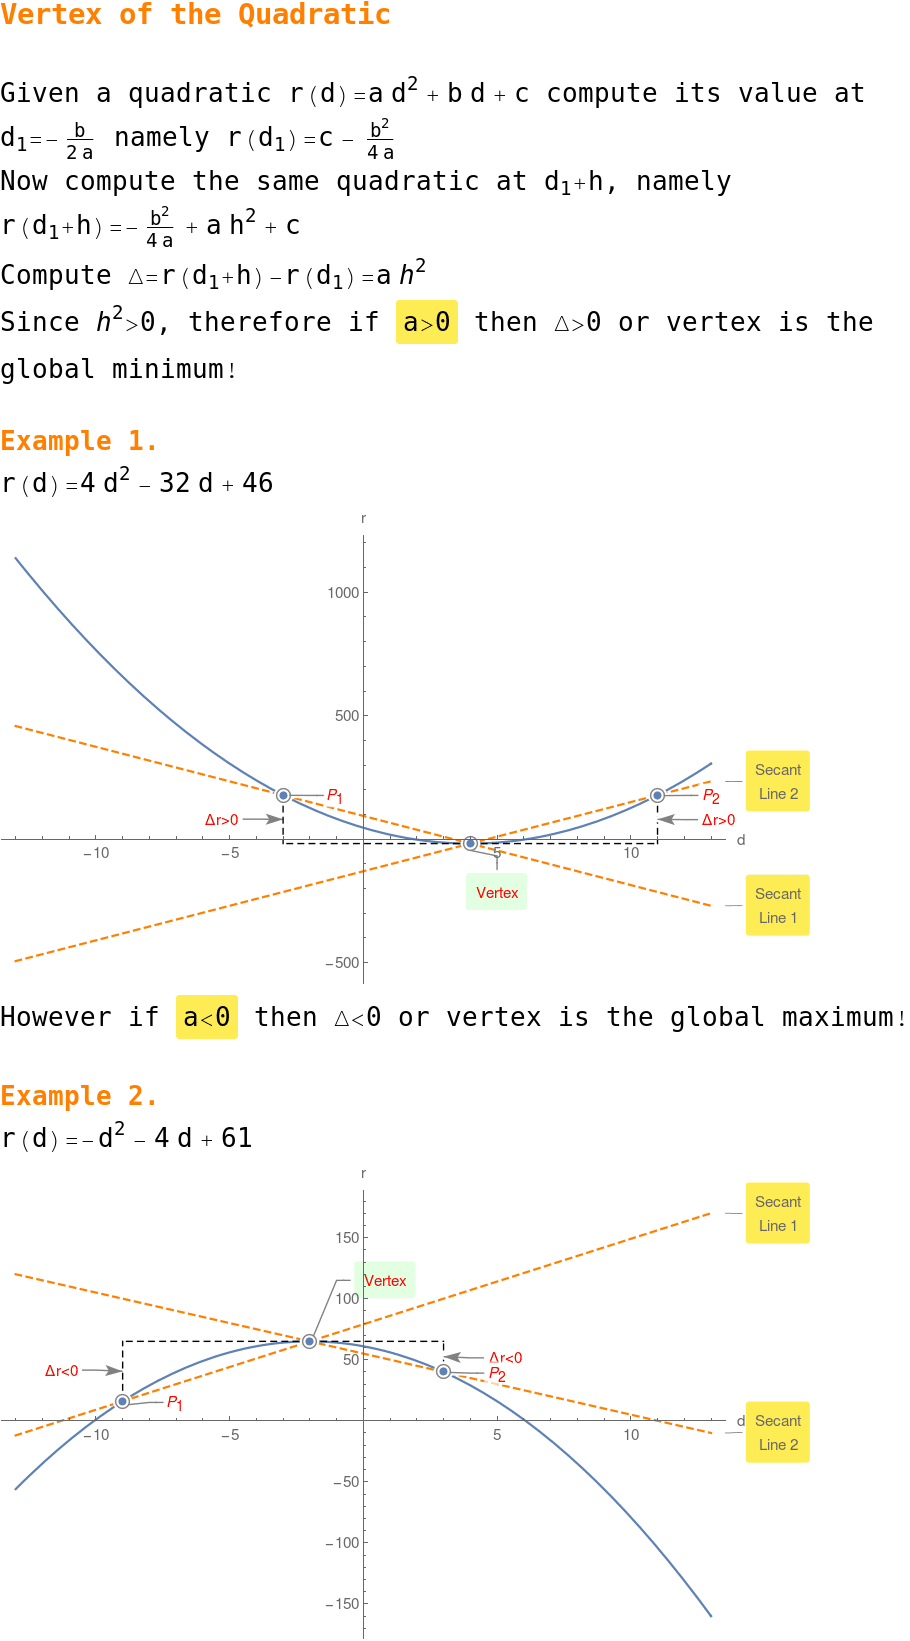 Vertex of the Quadratic
Given a quadratic r(d)=a d² + b d + c compute its value at
d₁=- b/(2 a) namely r(d₁)=c - b²/(4 a)
Now compute the same quadratic at d₁+h, namely
r(d₁+h)=- b²/(4 a) + a h² + c
Compute Δ=r(d₁+h)-r(d₁)=a h²
Since h²>0, therefore if a>0 then Δ>0 or vertex is the
global minimum!
Example 1.
r(d)=4 d² - 32 d + 46
r
1000
500
Secant
Line 2
P₁
P₂
Δr>0
Δr>0
d
-10
-5
5
10
Vertex
Secant
Line 1
-500
However if a<0 then Δ<0 or vertex is the global maximum!
Example 2.
r(d)=-d² - 4 d + 61
r
Secant
Line 1
150
Vertex
100
50
Δr<0
Δr<0
P₂
P₁
d
-10
-5
5
10
Secant
Line 2
-50
-100
-150